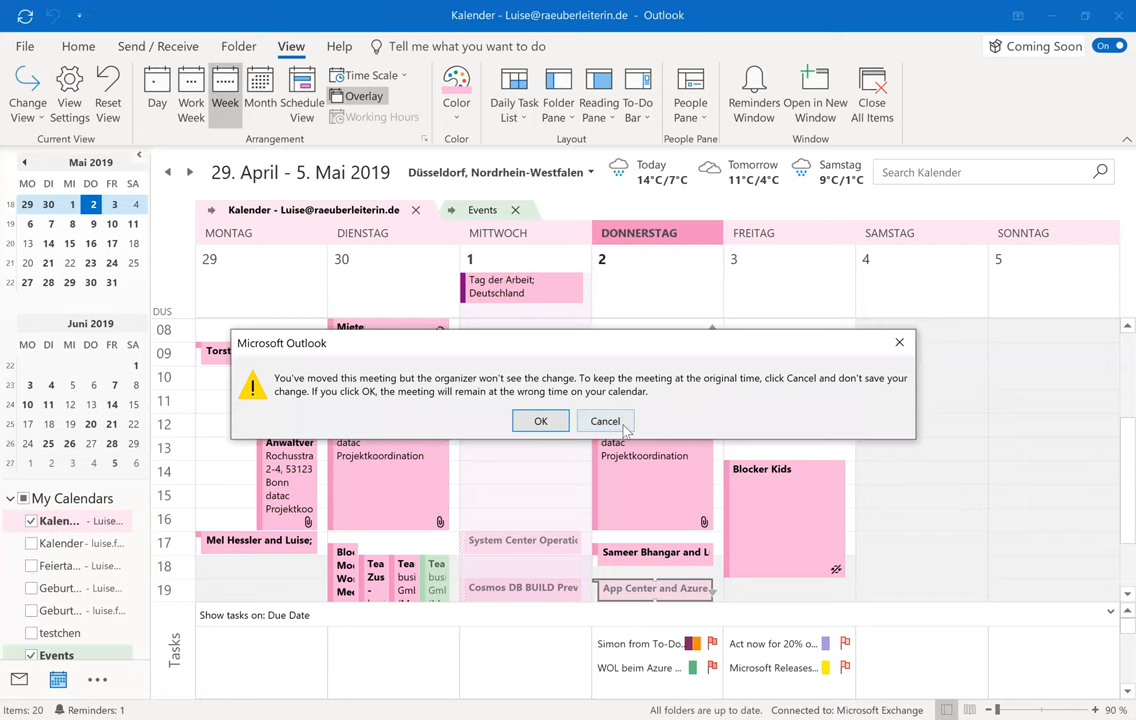 Kalender - Luise@raeuberleiterin.de - Outlook
File Home Send / Receive Folder View Help Tell me what you want to do Coming Soon On
Change View View Settings Reset View Day Work Week Week Month Schedule View Time Scale Overlay Working Hours Color Daily Task List Folder Pane Reading Pane To-Do Bar People Pane Reminders Window Open in New Window Close All Items
Current View Arrangement Color Layout People Pane Window
Mai 2019
MO DI MI DO FR SA
18 29 30 1 2 3 4
19 6 7 8 9 10 11
20 13 14 15 16 17 18
21 20 21 22 23 24 25
22 27 28 29 30 31
Juni 2019
MO DI MI DO FR SA
22 1
23 3 4 5 6 7 8
24 10 11 12 13 14 15
25 17 18 19 20 21 22
26 24 25 26 27 28 29
27 1 2 3 4 5 6
My Calendars
Kalen... - Luise...
Kalender - luise.f...
Feierta...
Geburt... - Luise...
Geburt... - luise.f...
testchen
Events
29. April - 5. Mai 2019 Düsseldorf, Nordrhein-Westfalen
Today 14°C/7°C
Tomorrow 11°C/4°C
Samstag 9°C/1°C
Search Kalender
Kalender - Luise@raeuberleiterin.de Events
MONTAG DIENSTAG MITTWOCH DONNERSTAG FREITAG SAMSTAG SONNTAG
29 30 1 2 3 4 5
Tag der Arbeit;
Deutschland
DUS
08
09
10
11
12
13
14
15
16
17
18
19
Miete
Torst
Microsoft Outlook
You've moved this meeting but the organizer won't see the change. To keep the meeting at the original time, click Cancel and don't save your
change. If you click OK, the meeting will remain at the wrong time on your calendar.
OK Cancel
Anwaltver
Rochusstra
2-4, 53123
Bonn
datac
Projektkoo
datac
Projektkoordination
datac
Projektkoordination
Blocker Kids
Mel Hessler and Luise;
System Center Operatic
Sameer Bhangar and L
Tea
Zus
-
Tea
busi
Gml
Tea
busi
Gml
Cosmos DB BUILD Prev
App Center and Azure
Show tasks on: Due Date
Tasks
Simon from To-Do...
WOL beim Azure ...
Act now for 20% o...
Microsoft Releases...
Items: 20 Reminders: 1 All folders are up to date. Connected to: Microsoft Exchange 90 %